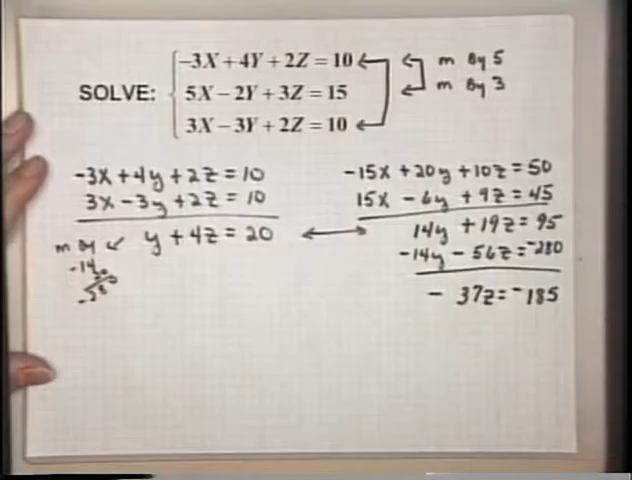 -3X + 4Y + 2Z = 10 m By 5
SOLVE: 5X - 2Y + 3Z = 15 m By 3
3X - 3Y + 2Z = 10
-3x + 4y + 2z = 10
3x - 3y + 2z = 10
m By y + 4z = 20
-14
-15x + 20y + 10z = 50
15x - 6y + 9z = 45
14y + 19z = 95
-14y - 56z = -280
- 37z = -185